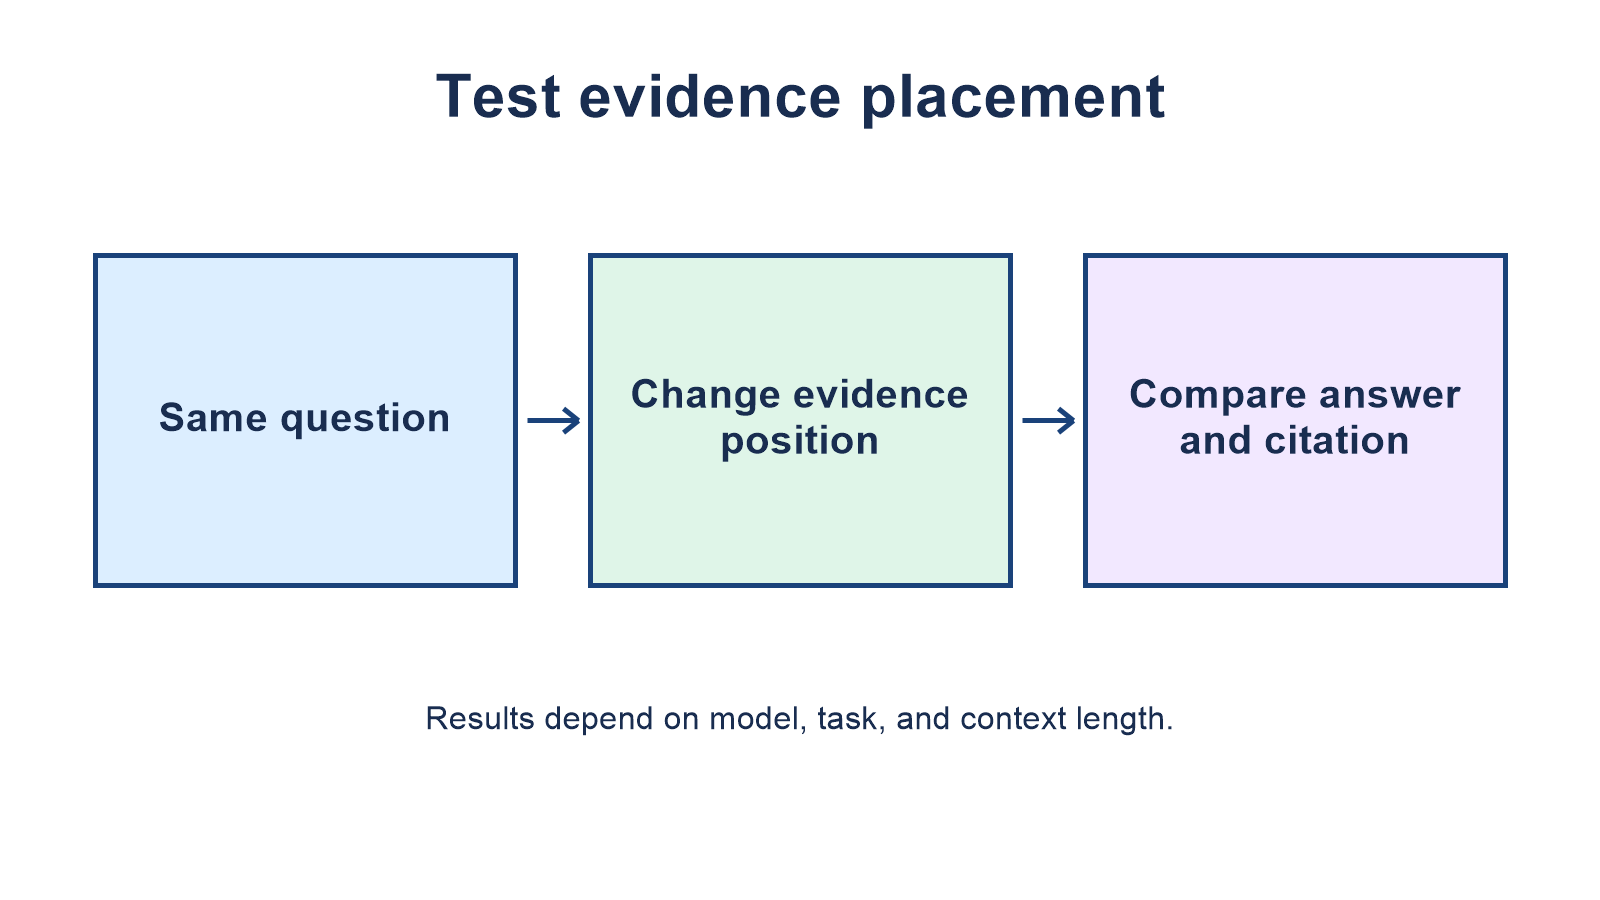 Test evidence placement
Same question
Change evidence
position
Compare answer
and citation
Results depend on model, task, and context length.